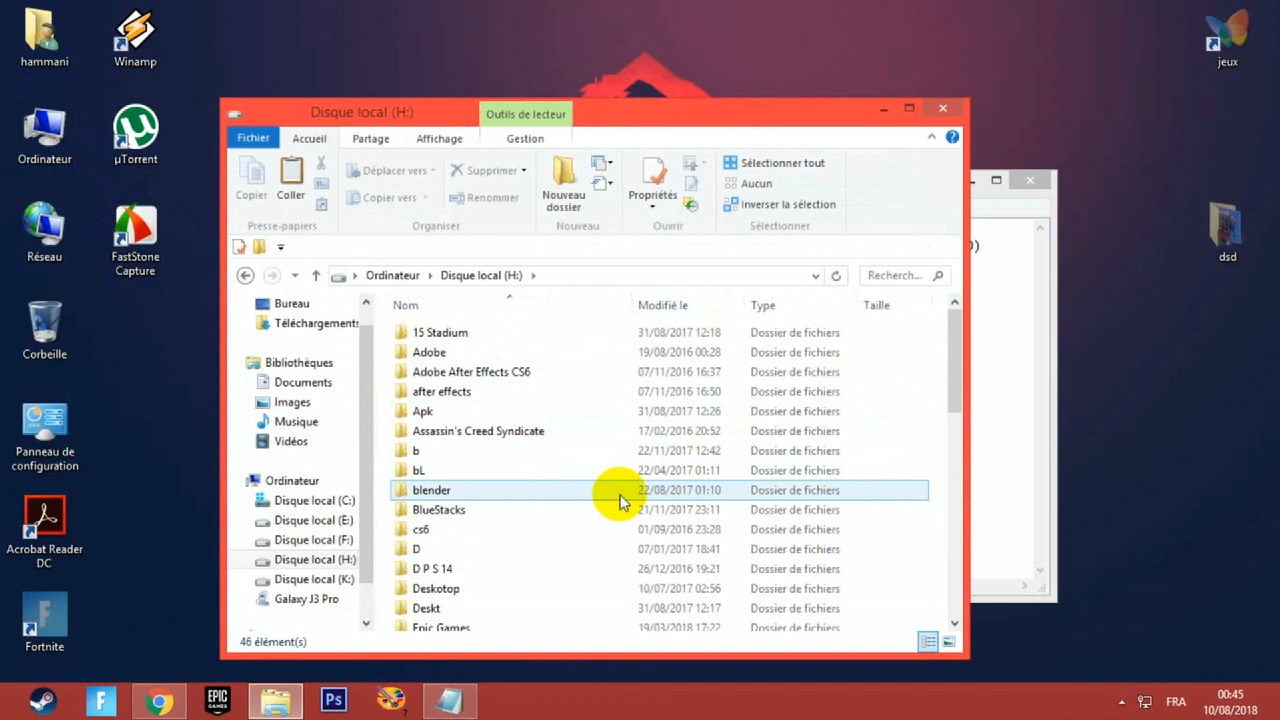 hammani
Winamp
jeux
Ordinateur
µTorrent
Réseau
FastStone
Capture
dsd
Corbeille
Panneau de
configuration
Acrobat Reader
DC
Fortnite
Disque local (H:)
Outils de lecteur
Fichier
Accueil
Partage
Affichage
Gestion
Copier
Coller
Presse-papiers
Déplacer vers
Copier vers
Supprimer
Renommer
Organiser
Nouveau
dossier
Nouveau
Propriétés
Ouvrir
Sélectionner tout
Aucun
Inverser la sélection
Sélectionner
Ordinateur
Disque local (H:)
Recherch...
Bureau
Téléchargements
Bibliothèques
Documents
Images
Musique
Vidéos
Ordinateur
Disque local (C:)
Disque local (E:)
Disque local (F:)
Disque local (H:)
Disque local (K:)
Galaxy J3 Pro
Nom Modifié le Type Taille
15 Stadium 31/08/2017 12:18 Dossier de fichiers
Adobe 19/08/2016 00:28 Dossier de fichiers
Adobe After Effects CS6 07/11/2016 16:37 Dossier de fichiers
after effects 07/11/2016 16:50 Dossier de fichiers
Apk 31/08/2017 12:26 Dossier de fichiers
Assassin's Creed Syndicate 17/02/2016 20:52 Dossier de fichiers
b 22/11/2017 12:42 Dossier de fichiers
bL 22/04/2017 01:11 Dossier de fichiers
blender 22/08/2017 01:10 Dossier de fichiers
BlueStacks 21/11/2017 23:11 Dossier de fichiers
cs6 01/09/2016 23:28 Dossier de fichiers
D 07/01/2017 18:41 Dossier de fichiers
D P S 14 26/12/2016 19:21 Dossier de fichiers
Deskotop 10/07/2017 02:56 Dossier de fichiers
Deskt 31/08/2017 12:17 Dossier de fichiers
Epic Games 19/03/2018 17:22 Dossier de fichiers
46 élément(s)
EPIC
GAMES
Ps
FRA
00:45
10/08/2018